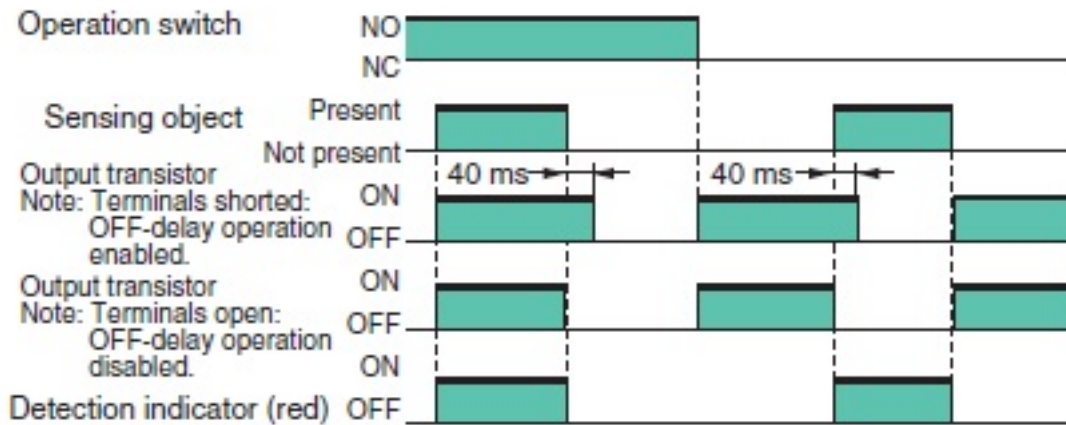 Operation switch NO
NC
Sensing object Present
Not present
Output transistor
Note: Terminals shorted:
OFF-delay operation
enabled.
40 ms 40 ms
ON
OFF
Output transistor
Note: Terminals open:
OFF-delay operation
disabled.
ON
OFF
ON
Detection indicator (red) OFF